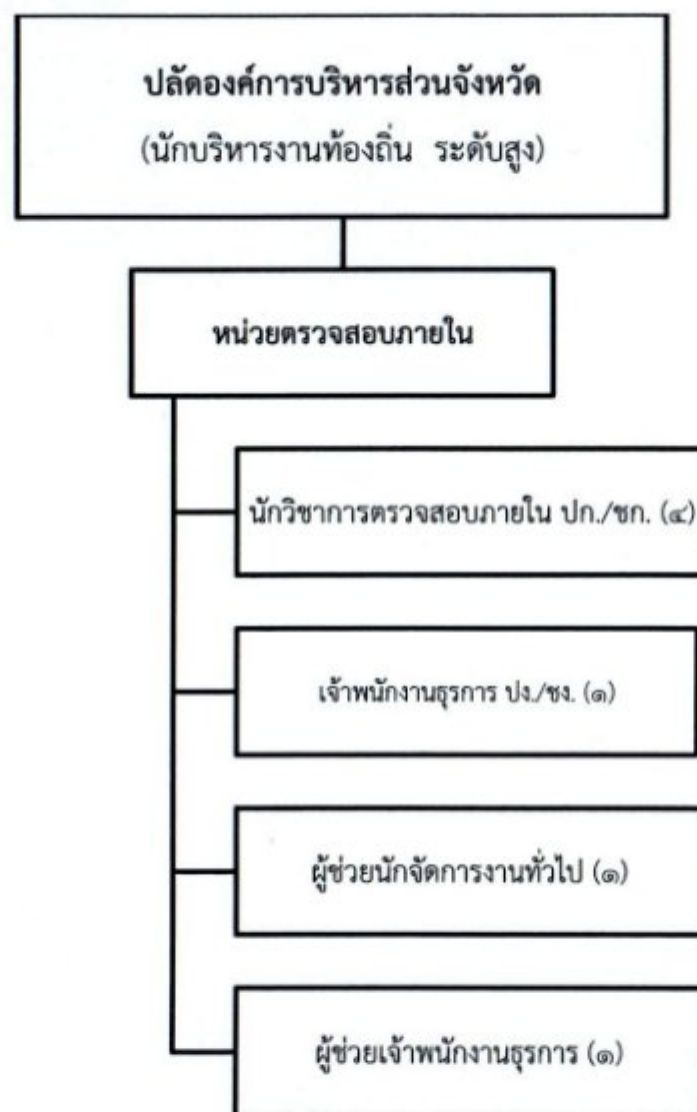 ปลัดองค์การบริหารส่วนจังหวัด
(นักบริหารงานท้องถิ่น ระดับสูง)
หน่วยตรวจสอบภายใน
นักวิชาการตรวจสอบภายใน ปก./ชก. (๔)
เจ้าพนักงานธุรการ ปง./ชง. (๑)
ผู้ช่วยนักจัดการงานทั่วไป (๑)
ผู้ช่วยเจ้าพนักงานธุรการ (๑)